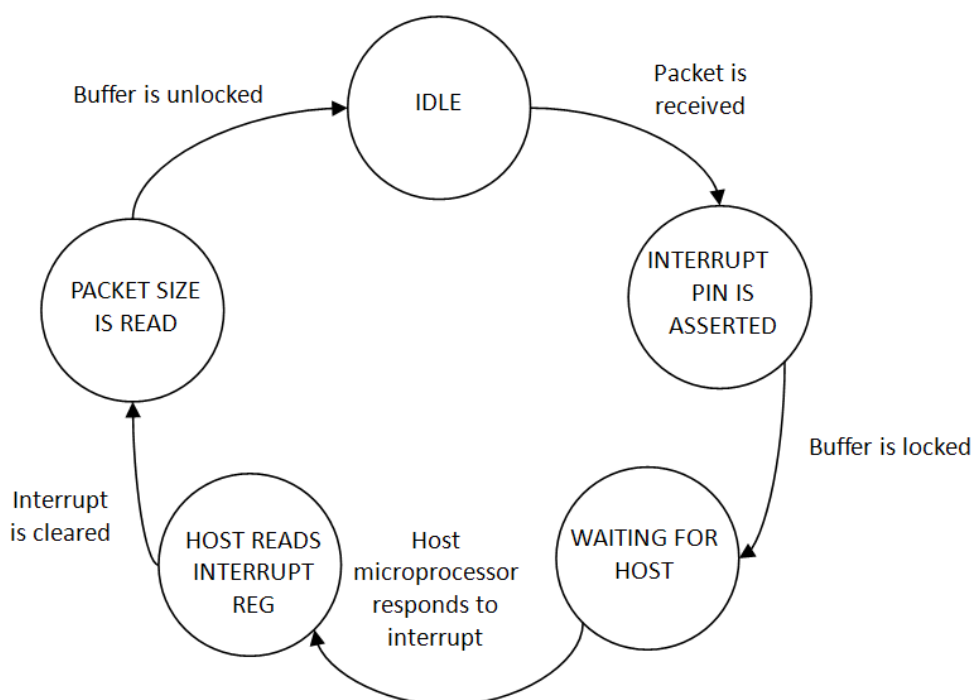 IDLE
Packet is
received
INTERRUPT
PIN IS
ASSERTED
Buffer is locked
WAITING FOR
HOST
Host
microprocessor
responds to
interrupt
HOST READS
INTERRUPT
REG
Interrupt
is cleared
PACKET SIZE
IS READ
Buffer is unlocked